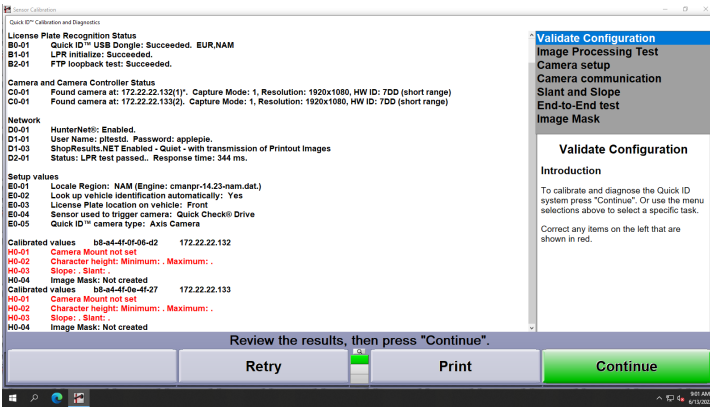 Sensor Calibration
Quick ID™ Calibration and Diagnostics
License Plate Recognition Status
B0-01 Quick ID™ USB Dongle: Succeeded. EUR,NAM
B1-01 LPR initialize: Succeeded.
B2-01 FTP loopback test: Succeeded.
Camera and Camera Controller Status
C0-01 Found camera at: 172.22.22.132(1)*. Capture Mode: 1, Resolution: 1920x1080, HW ID: 7DD (short range)
C0-01 Found camera at: 172.22.22.133(2). Capture Mode: 1, Resolution: 1920x1080, HW ID: 7DD (short range)
Network
D0-01 HunterNet®: Enabled.
D1-01 User Name: pltestd. Password: applepie.
D1-03 ShopResults.NET Enabled - Quiet - with transmission of Printout Images
D2-01 Status: LPR test passed.. Response time: 344 ms.
Setup values
E0-01 Locale Region: NAM (Engine: cmanpr-14.23-nam.dat.)
E0-02 Look up vehicle identification automatically: Yes
E0-03 License Plate location on vehicle: Front
E0-04 Sensor used to trigger camera: Quick Check® Drive
E0-05 Quick ID™ camera type: Axis Camera
Calibrated values b8-a4-4f-0f-06-d2 172.22.22.132
H0-01 Camera Mount not set
H0-02 Character height: Minimum: . Maximum: .
H0-03 Slope: . Slant: .
H0-04 Image Mask: Not created
Calibrated values b8-a4-4f-0e-4f-27 172.22.22.133
H0-01 Camera Mount not set
H0-02 Character height: Minimum: . Maximum: .
H0-03 Slope: . Slant: .
H0-04 Image Mask: Not created
Validate Configuration
Image Processing Test
Camera setup
Camera communication
Slant and Slope
End-to-End test
Image Mask
Validate Configuration
Introduction
To calibrate and diagnose the Quick ID
system press "Continue". Or use the menu
selections above to select a specific task.
Correct any items on the left that are
shown in red.
Review the results, then press "Continue".
Retry
Print
Continue
9:01 AM